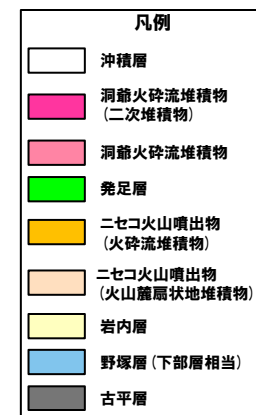 凡例
沖積層
洞爺火砕流堆積物
(二次堆積物)
洞爺火砕流堆積物
発足層
ニセコ火山噴出物
(火砕流堆積物)
ニセコ火山噴出物
(火山麓扇状地堆積物)
岩内層
野塚層(下部層相当)
古平層